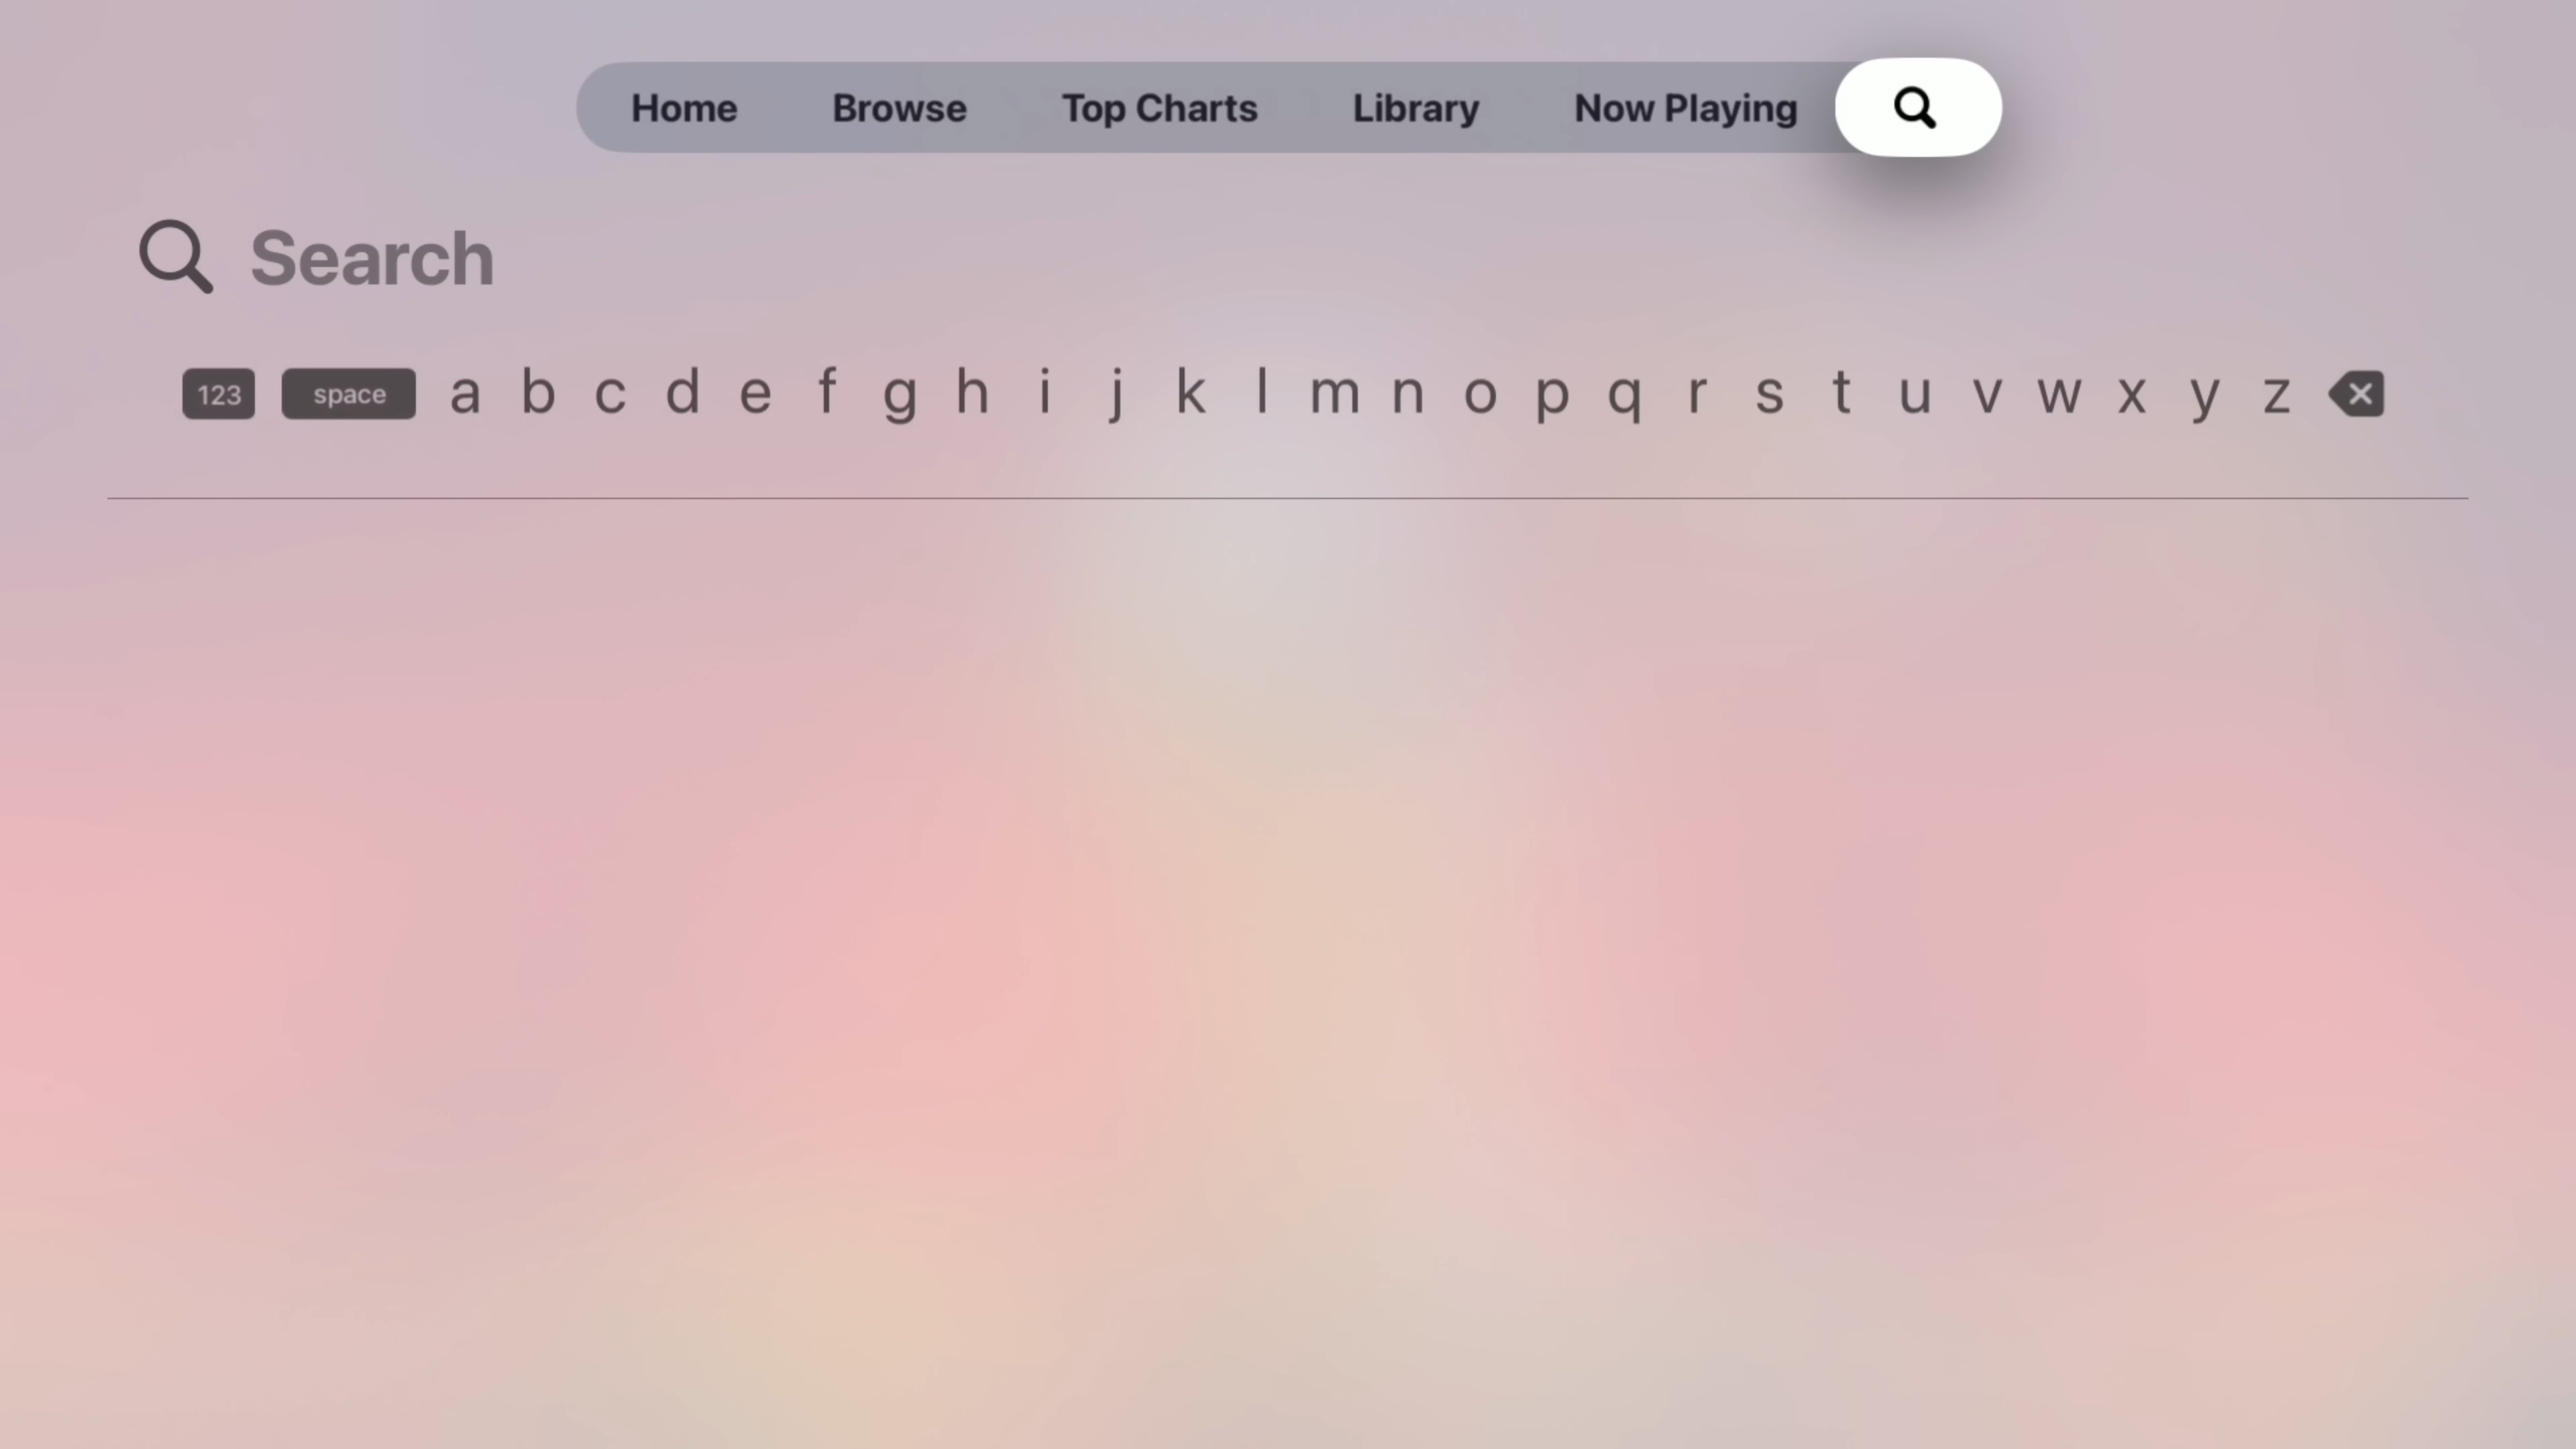 Home Browse Top Charts Library Now Playing
Search
123 space a b c d e f g h i j k l m n o p q r s t u v w x y z